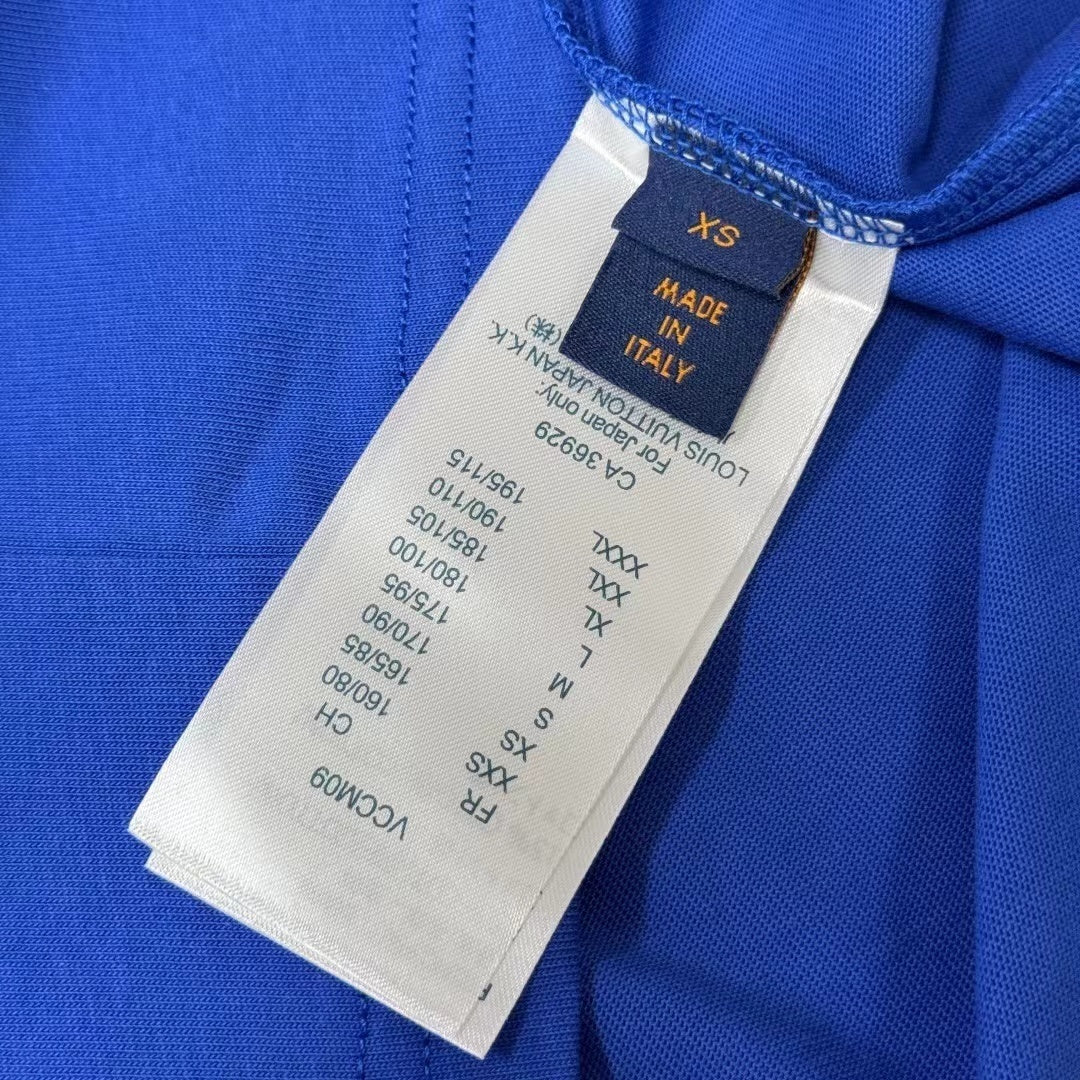 XS
MADE
IN
ITALY
VCCM09
FR CH
XXS 160/80
XS 165/85
S 170/90
M 175/95
L 180/100
XL 185/105
XXL 190/110
XXXL 195/115
CA 36929
For Japan only:
LOUIS VUITTON JAPAN K.K.
(株)